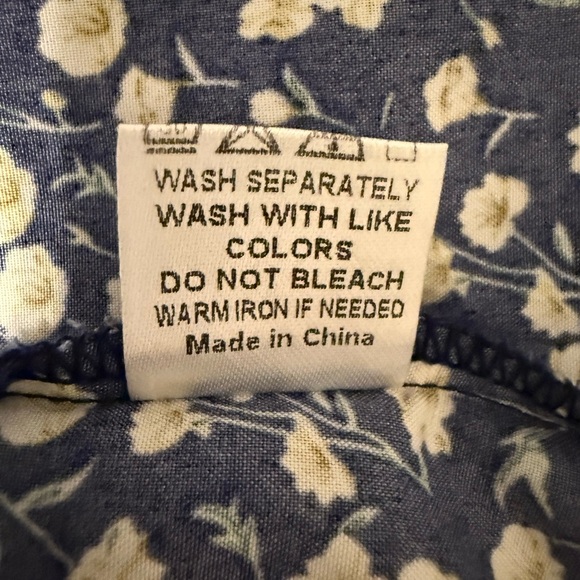 WASH SEPARATELY
WASH WITH LIKE
COLORS
DO NOT BLEACH
WARM IRON IF NEEDED
Made in China